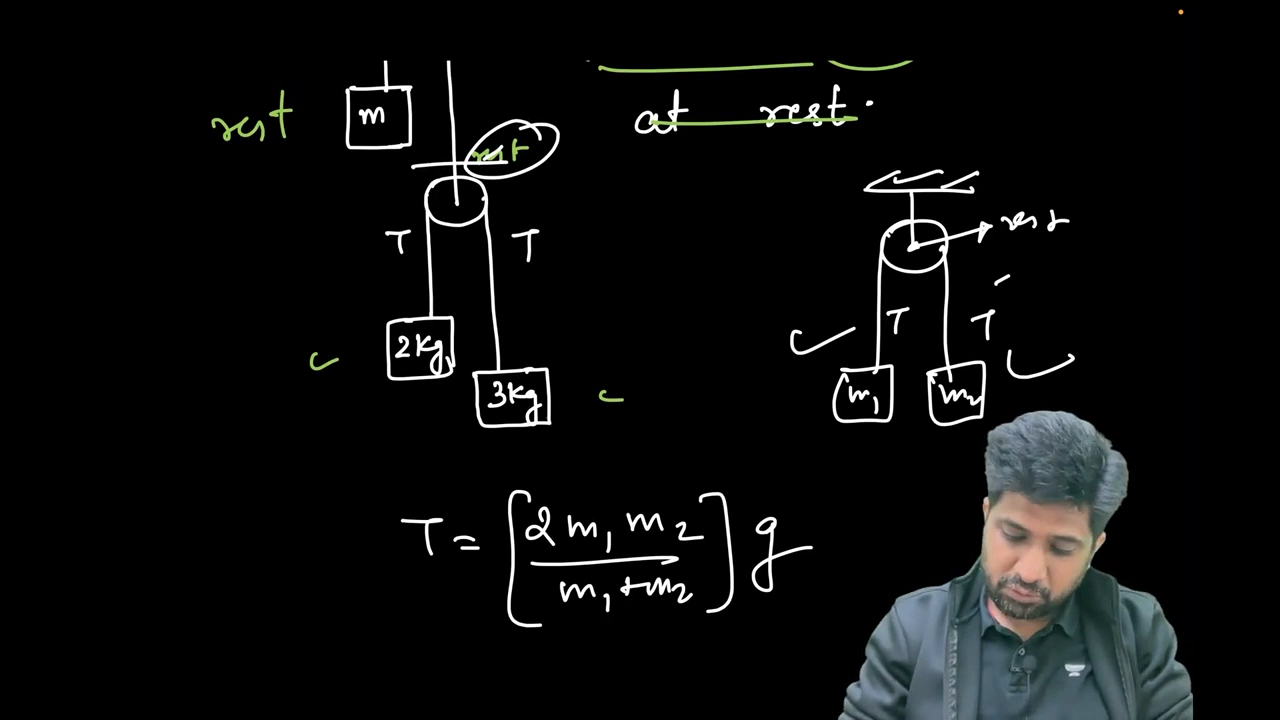 rest
m
at rest.
rest
rest
T T
T T
2kg
3kg
m₁ m₂
T = [2m₁m₂ / m₁+m₂] g